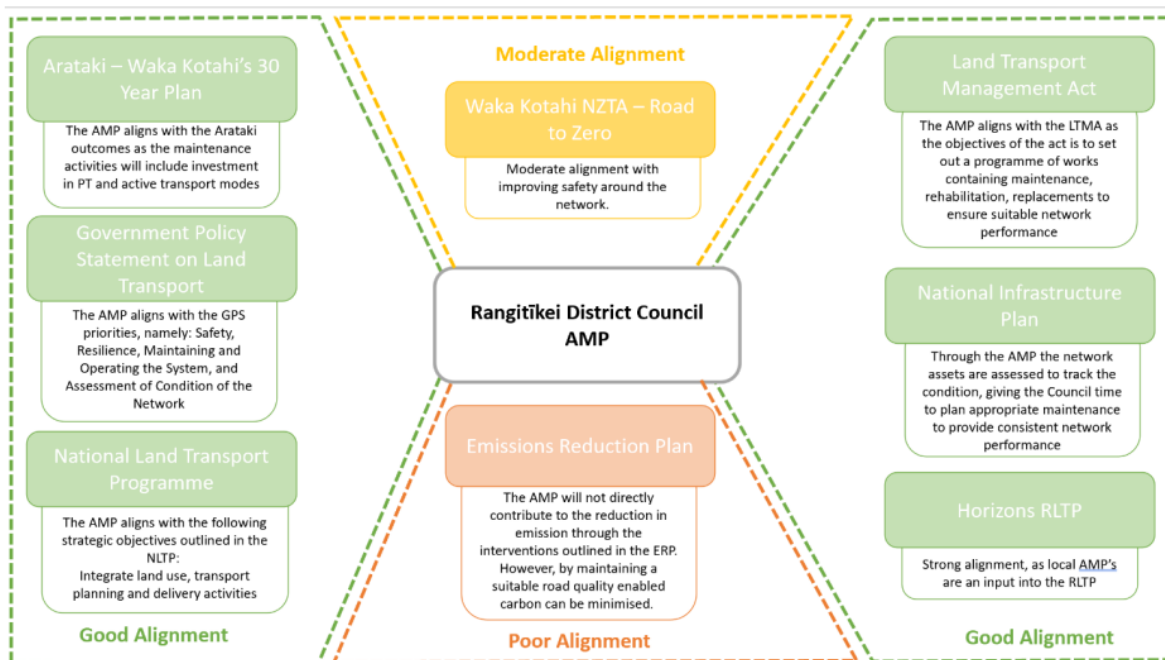 Arataki – Waka Kotahi's 30
Year Plan
The AMP aligns with the Arataki
outcomes as the maintenance
activities will include investment
in PT and active transport modes
Government Policy
Statement on Land
Transport
The AMP aligns with the GPS
priorities, namely: Safety,
Resilience, Maintaining and
Operating the System, and
Assessment of Condition of the
Network
National Land Transport
Programme
The AMP aligns with the following
strategic objectives outlined in the
NLTP:
Integrate land use, transport
planning and delivery activities
Good Alignment
Moderate Alignment
Waka Kotahi NZTA – Road
to Zero
Moderate alignment with
improving safety around the
network.
Rangitīkei District Council
AMP
Emissions Reduction Plan
The AMP will not directly
contribute to the reduction in
emission through the
interventions outlined in the ERP.
However, by maintaining a
suitable road quality enabled
carbon can be minimised.
Poor Alignment
Land Transport
Management Act
The AMP aligns with the LTMA as
the objectives of the act is to set
out a programme of works
containing maintenance,
rehabilitation, replacements to
ensure suitable network
performance
National Infrastructure
Plan
Through the AMP the network
assets are assessed to track the
condition, giving the Council time
to plan appropriate maintenance
to provide consistent network
performance
Horizons RLTP
Strong alignment, as local AMP's
are an input into the RLTP
Good Alignment